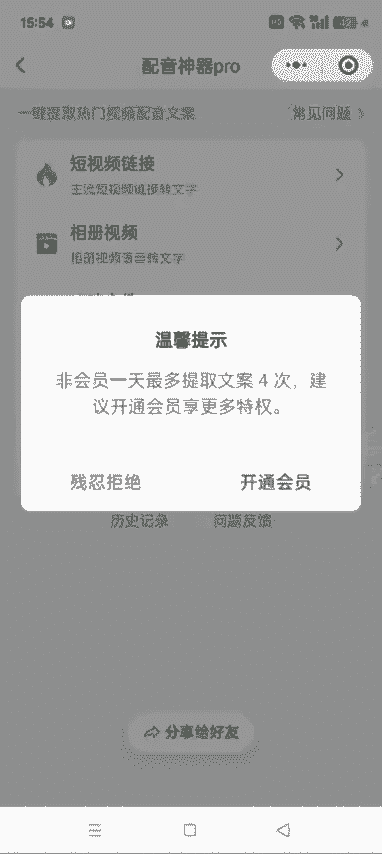 15:54
配音神器pro
一键提取热门视频配音文案
常见问题
短视频链接
主流短视频链接转文字
相册视频
相册视频语音转文字
温馨提示
非会员一天最多提取文案 4 次，建
议开通会员享更多特权。
残忍拒绝
开通会员
历史记录
问题反馈
分享给好友